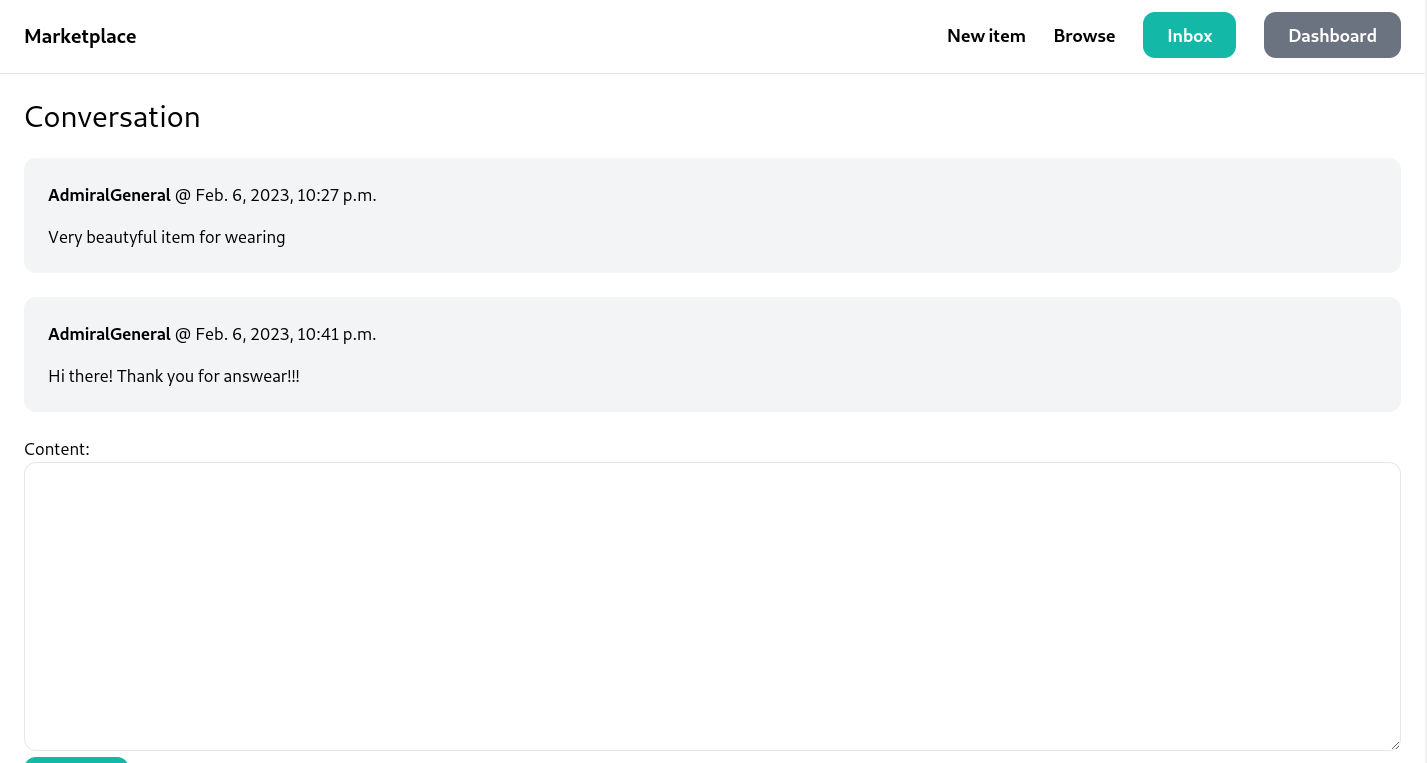 Marketplace
New item Browse Inbox Dashboard
Conversation
AdmiralGeneral @ Feb. 6, 2023, 10:27 p.m.
Very beautyful item for wearing
AdmiralGeneral @ Feb. 6, 2023, 10:41 p.m.
Hi there! Thank you for answear!!!
Content: